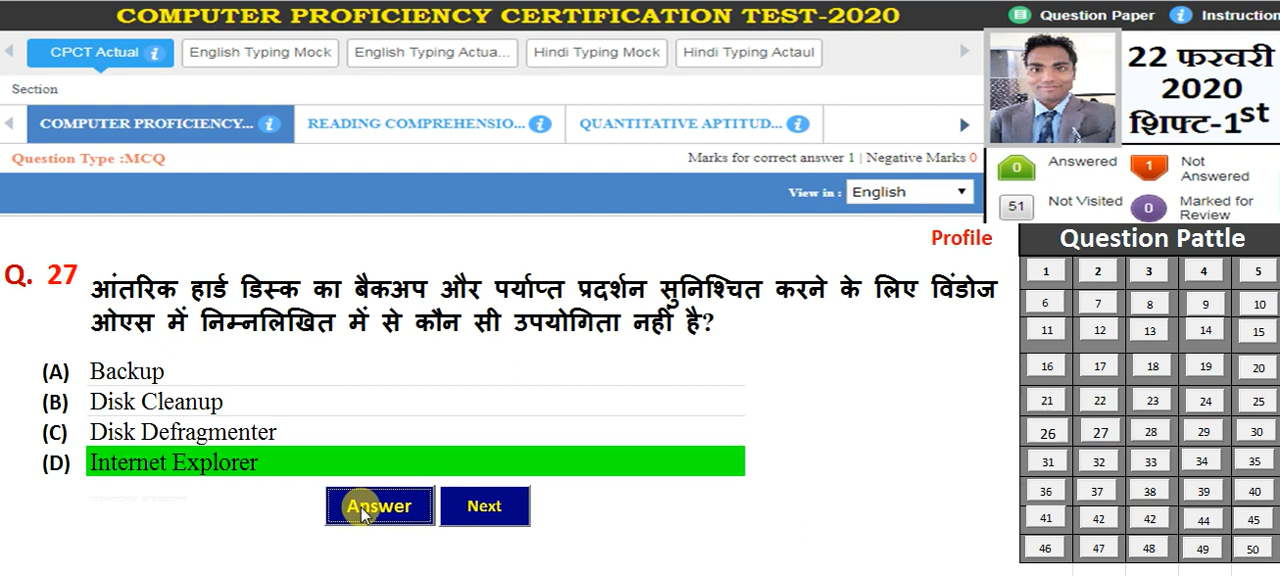 COMPUTER PROFICIENCY CERTIFICATION TEST-2020
Question Paper
Instruction
CPCT Actual
English Typing Mock
English Typing Actua...
Hindi Typing Mock
Hindi Typing Actaul
22 फरवरी
2020
शिफ्ट-1st
Section
COMPUTER PROFICIENCY...
READING COMPREHENSIO...
QUANTITATIVE APTITUD...
Question Type :MCQ
Marks for correct answer 1 | Negative Marks 0
View in : English
0 Answered
1 Not Answered
51 Not Visited
0 Marked for Review
Profile
Question Pattle
Q. 27 आंतरिक हार्ड डिस्क का बैकअप और पर्याप्त प्रदर्शन सुनिश्चित करने के लिए विंडोज
ओएस में निम्नलिखित में से कौन सी उपयोगिता नहीं है?
(A) Backup
(B) Disk Cleanup
(C) Disk Defragmenter
(D) Internet Explorer
Answer
Next
1 2 3 4 5
6 7 8 9 10
11 12 13 14 15
16 17 18 19 20
21 22 23 24 25
26 27 28 29 30
31 32 33 34 35
36 37 38 39 40
41 42 42 44 45
46 47 48 49 50